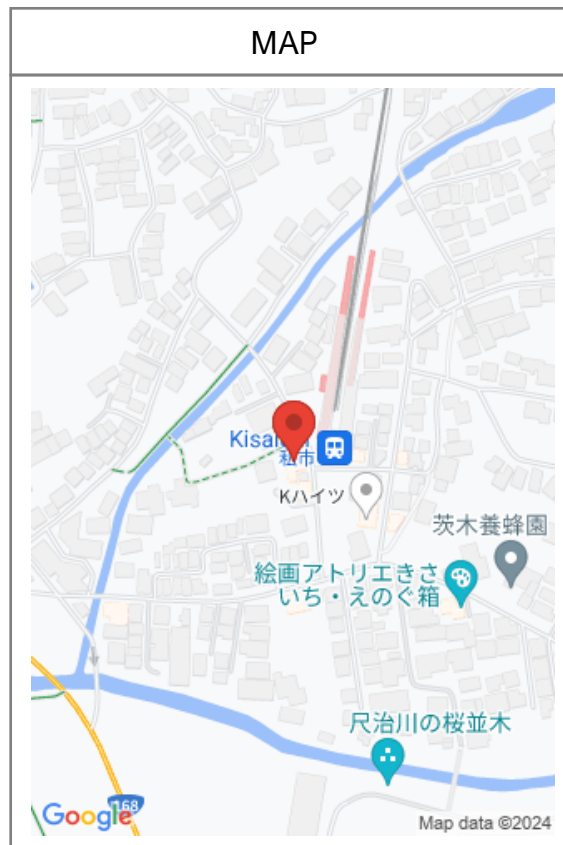 MAP
私市
Kハイツ
茨木養蜂園
絵画アトリエきさ
いち・えのぐ箱
尺治川の桜並木
168
Google
Map data ©2024